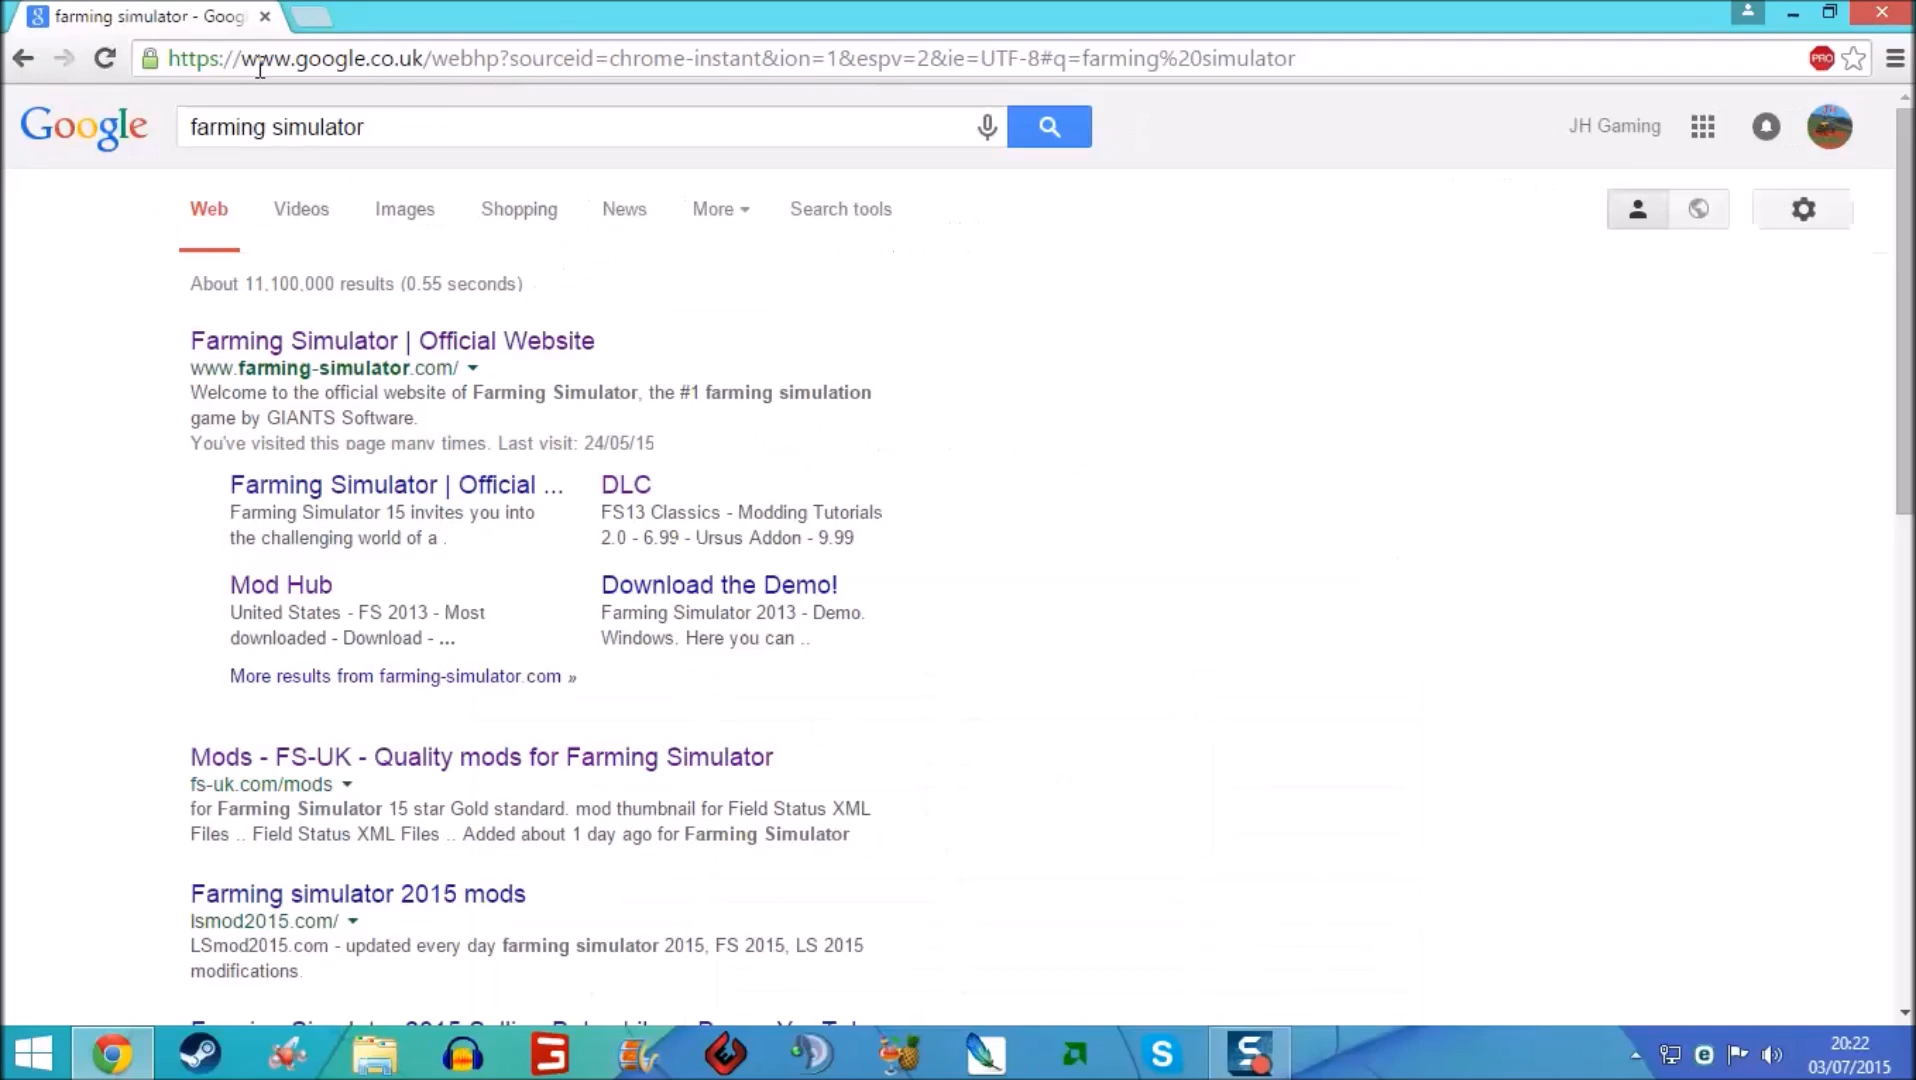 farming simulator - Goog
https://www.google.co.uk/webhp?sourceid=chrome-instant&ion=1&espv=2&ie=UTF-8#q=farming%20simulator
PRO
Google
farming simulator
JH Gaming
Web
Videos
Images
Shopping
News
More
Search tools
About 11,100,000 results (0.55 seconds)
Farming Simulator | Official Website
www.farming-simulator.com/
Welcome to the official website of Farming Simulator, the #1 farming simulation
game by GIANTS Software.
You've visited this page many times. Last visit: 24/05/15
Farming Simulator | Official ...
Farming Simulator 15 invites you into
the challenging world of a .
DLC
FS13 Classics - Modding Tutorials
2.0 - 6.99 - Ursus Addon - 9.99
Mod Hub
United States - FS 2013 - Most
downloaded - Download - ...
Download the Demo!
Farming Simulator 2013 - Demo.
Windows. Here you can ..
More results from farming-simulator.com »
Mods - FS-UK - Quality mods for Farming Simulator
fs-uk.com/mods
for Farming Simulator 15 star Gold standard. mod thumbnail for Field Status XML
Files .. Field Status XML Files .. Added about 1 day ago for Farming Simulator
Farming simulator 2015 mods
lsmod2015.com/
LSmod2015.com - updated every day farming simulator 2015, FS 2015, LS 2015
modifications.
20:22
03/07/2015